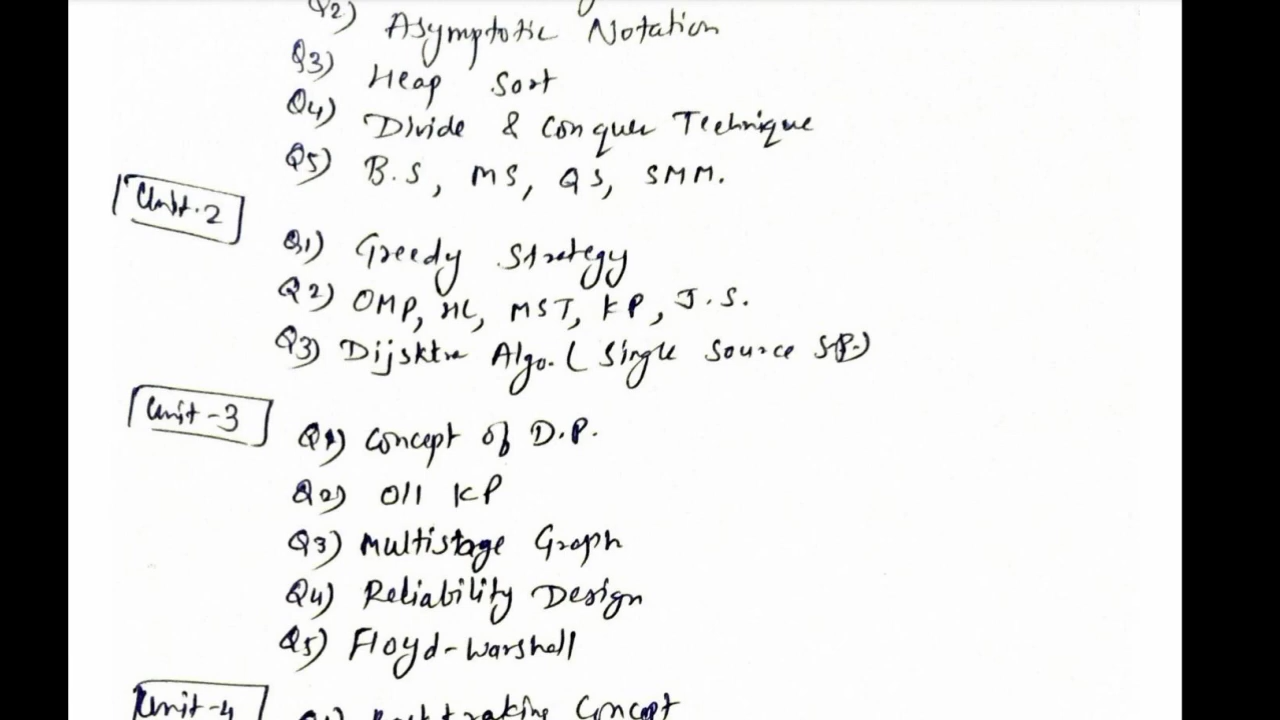 Q2) Asymptotic Notation
Q3) Heap Sort
Q4) Divide & Conquer Technique
Q5) B.S, MS, QS, SMM.
Unit-2
Q1) Greedy Strategy
Q2) OMP, HC, MST, KP, J.S.
Q3) Dijsktra Algo. (Single Source S.P.)
Unit-3
Q1) Concept of D.P.
Q2) 0/1 KP
Q3) Multistage Graph
Q4) Reliability Design
Q5) Floyd-Warshall
Unit-4
Q1) Backtraking Concept